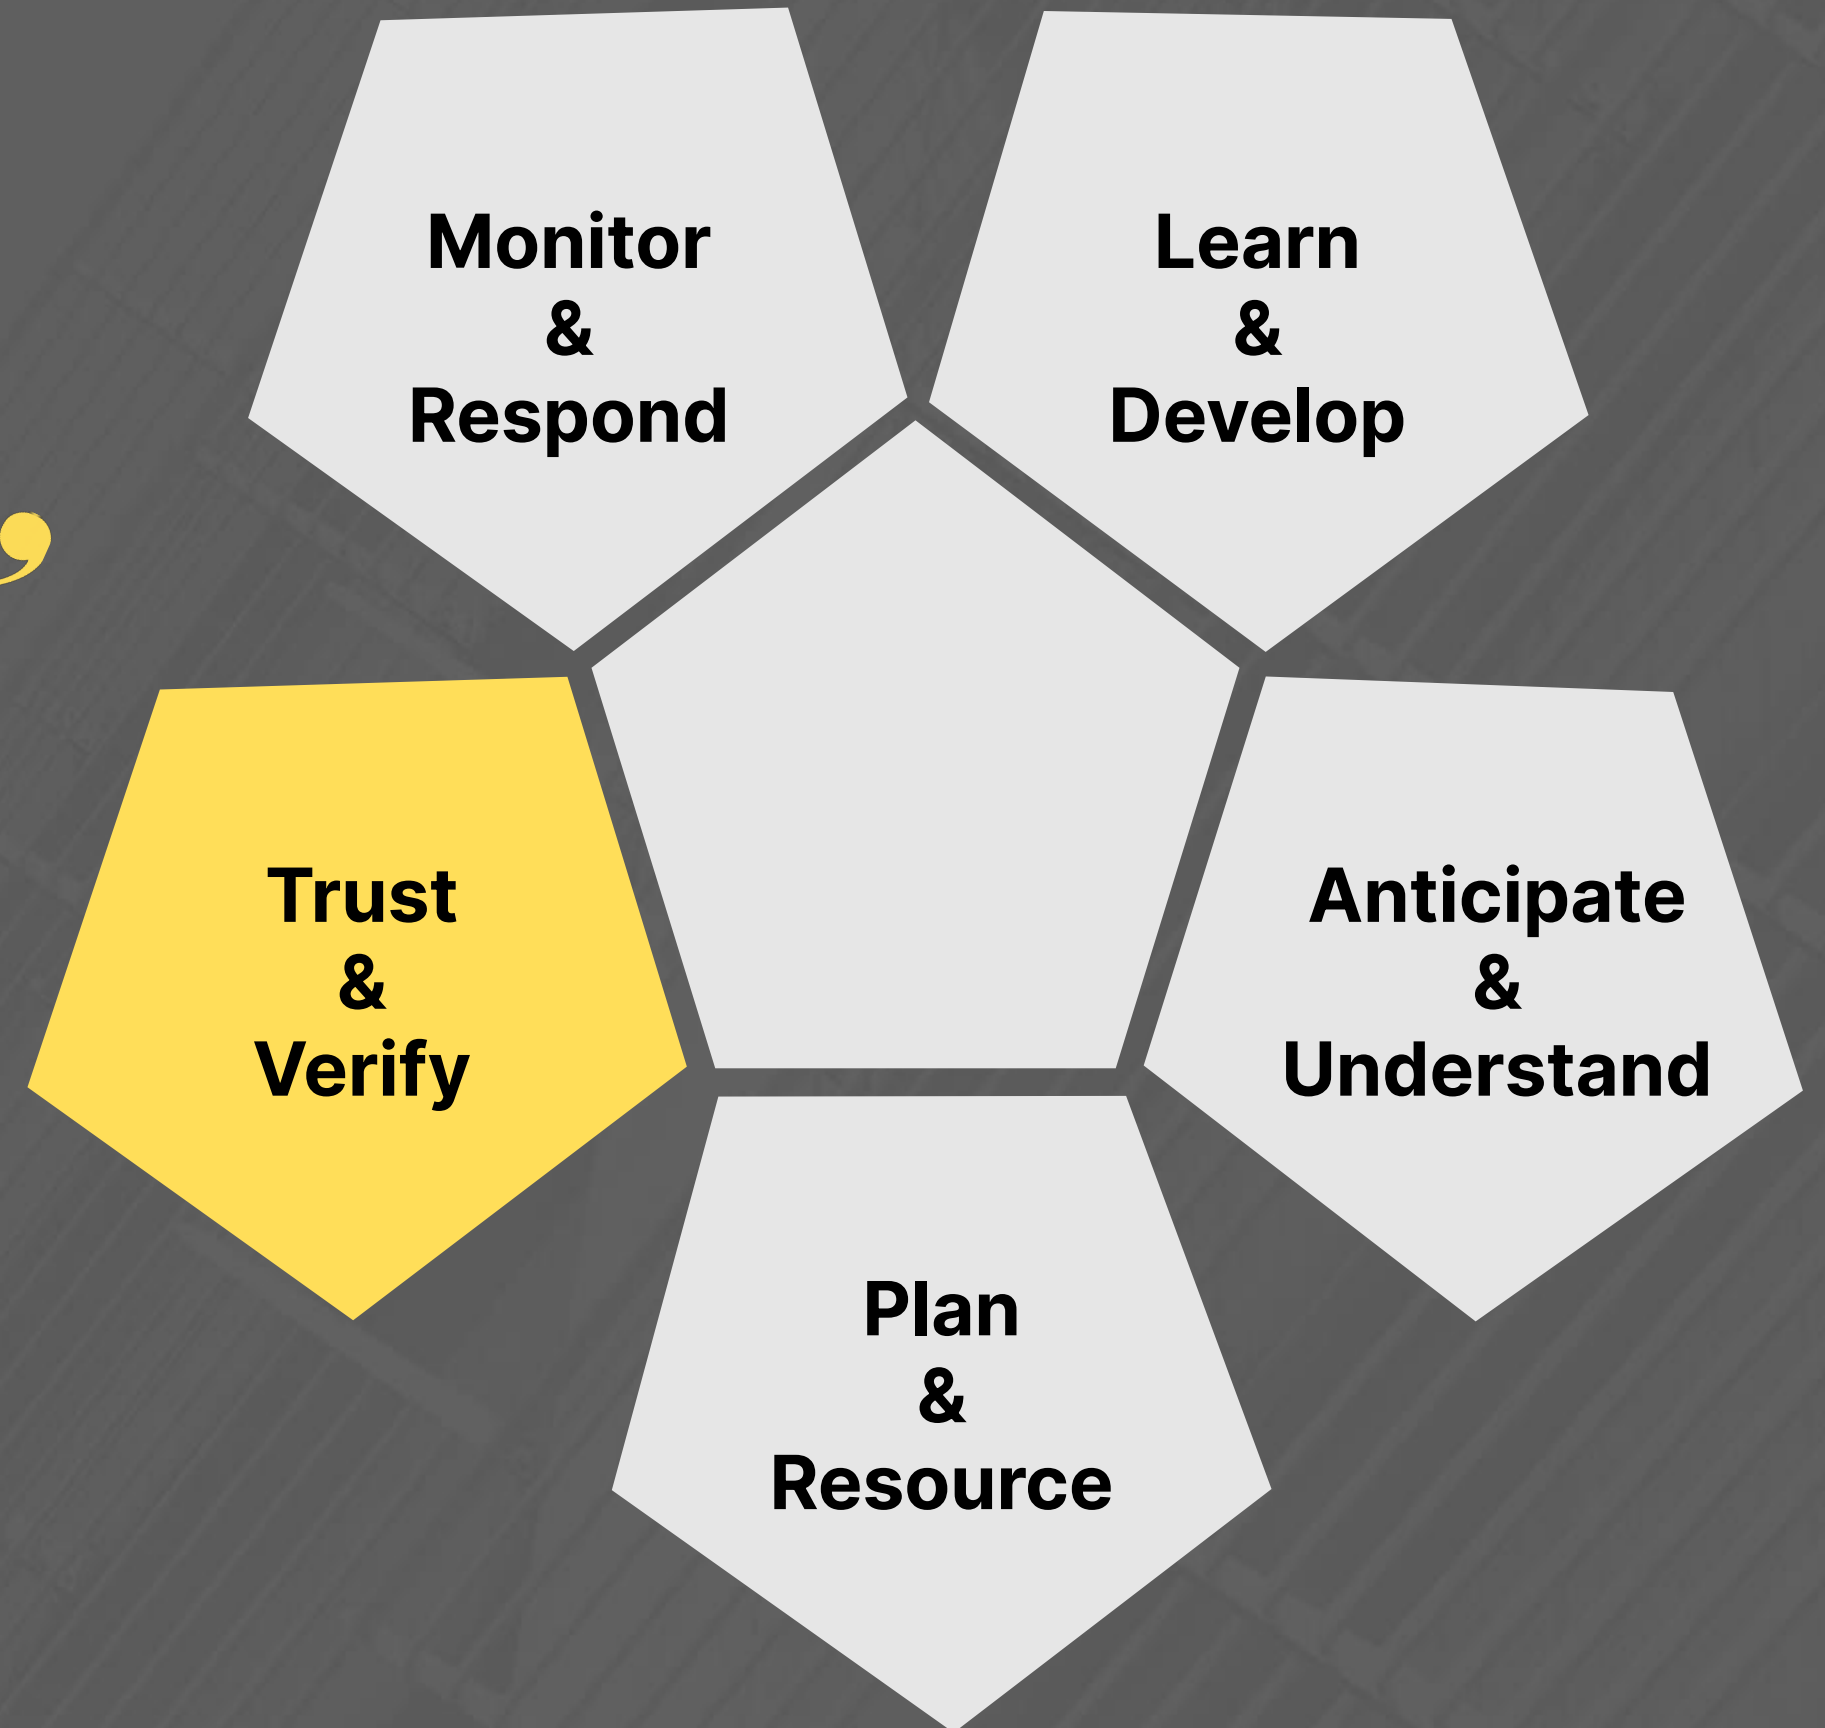 Monitor
&
Respond
Learn
&
Develop
,
Trust
&
Verify
Anticipate
&
Understand
Plan
&
Resource